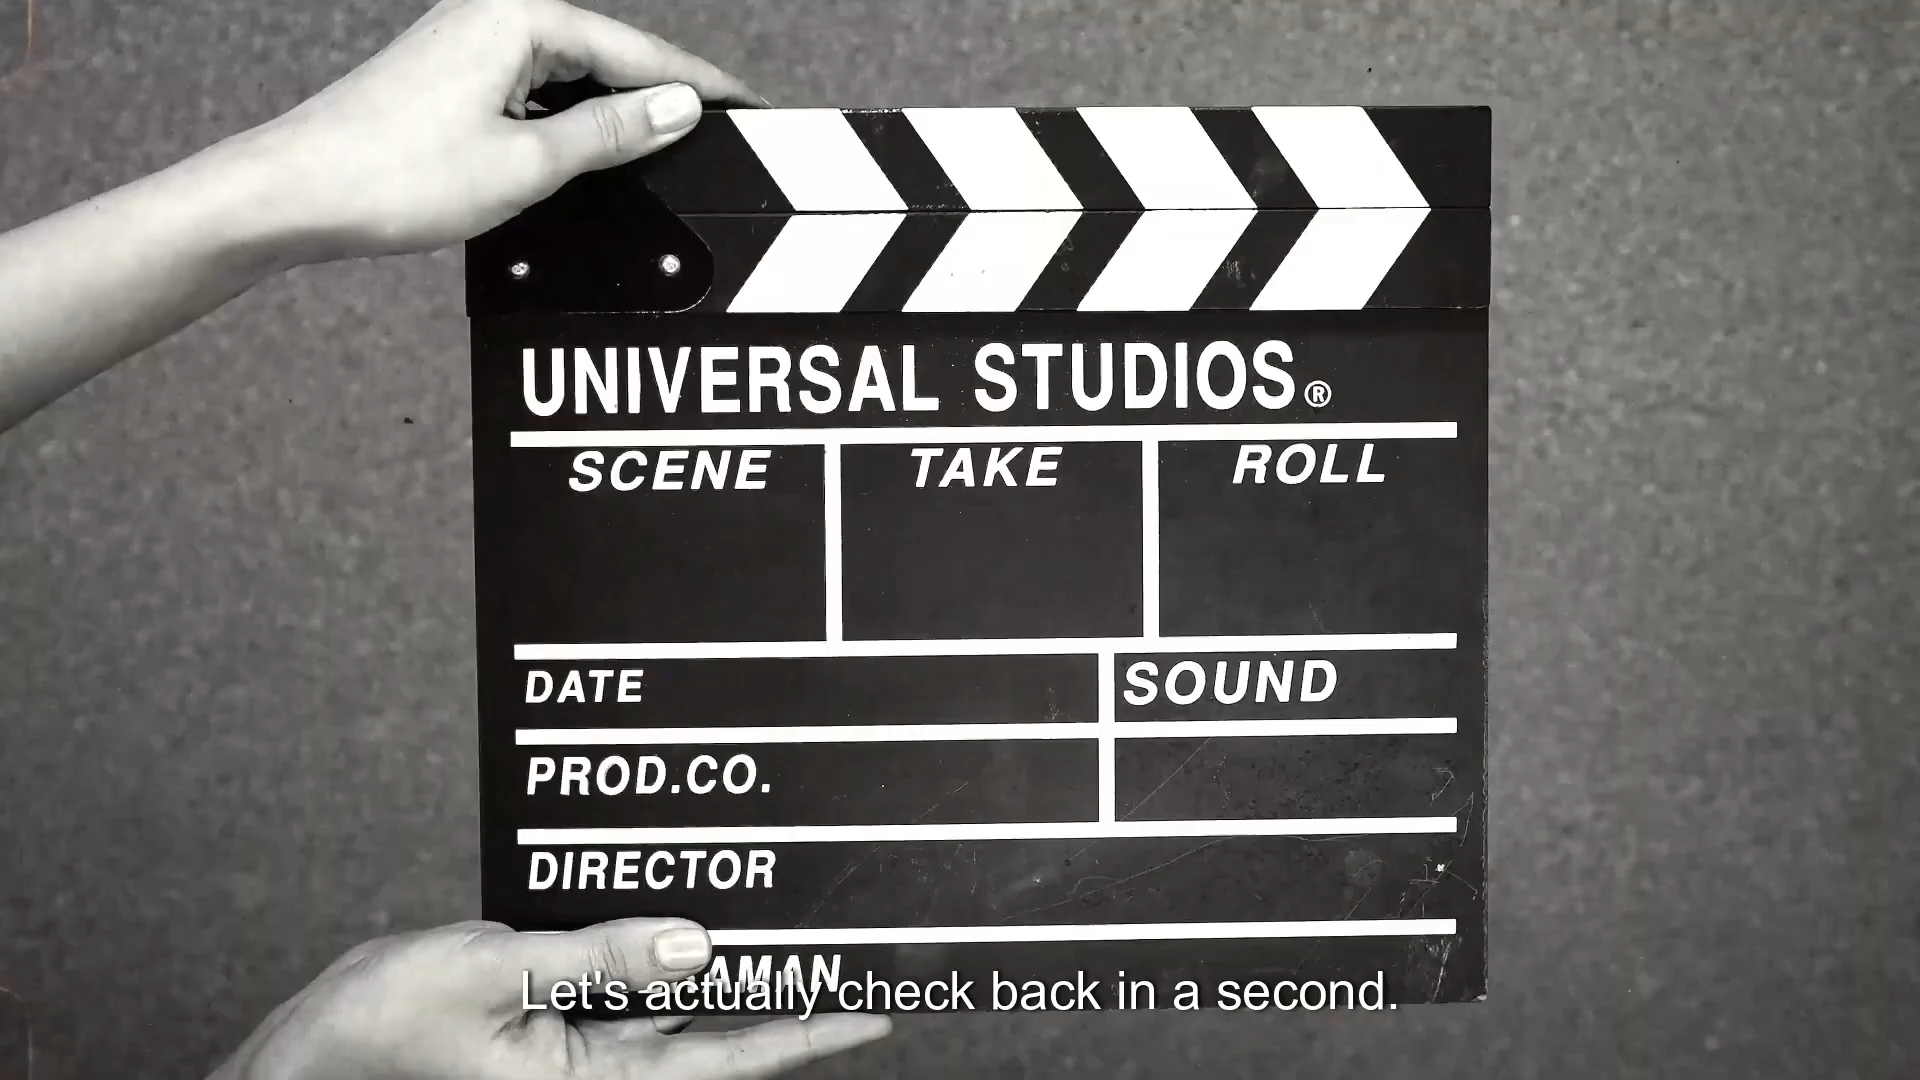 UNIVERSAL STUDIOS®
SCENE TAKE ROLL
DATE SOUND
PROD.CO.
DIRECTOR
Let's actually check back in a second.